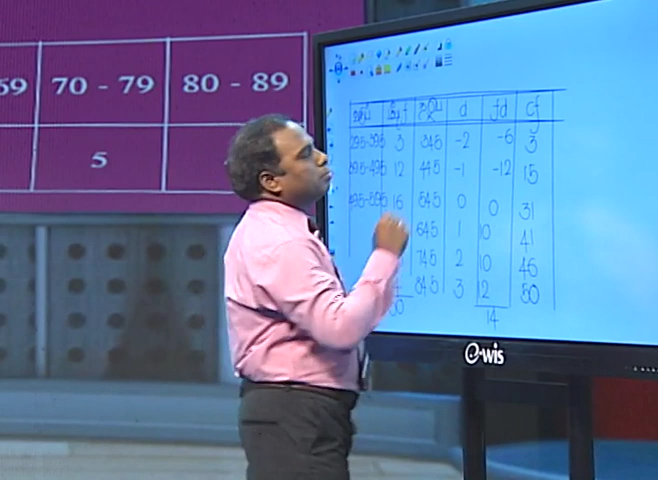 70 - 79 80 - 89
5
f d fd cf
29.5-39.5 3 34.5 -2 -6 3
39.5-49.5 12 44.5 -1 -12 15
49.5-59.5 16 54.5 0 0 31
64.5 1 10 41
74.5 2 10 46
84.5 3 12 50
14
e-wis